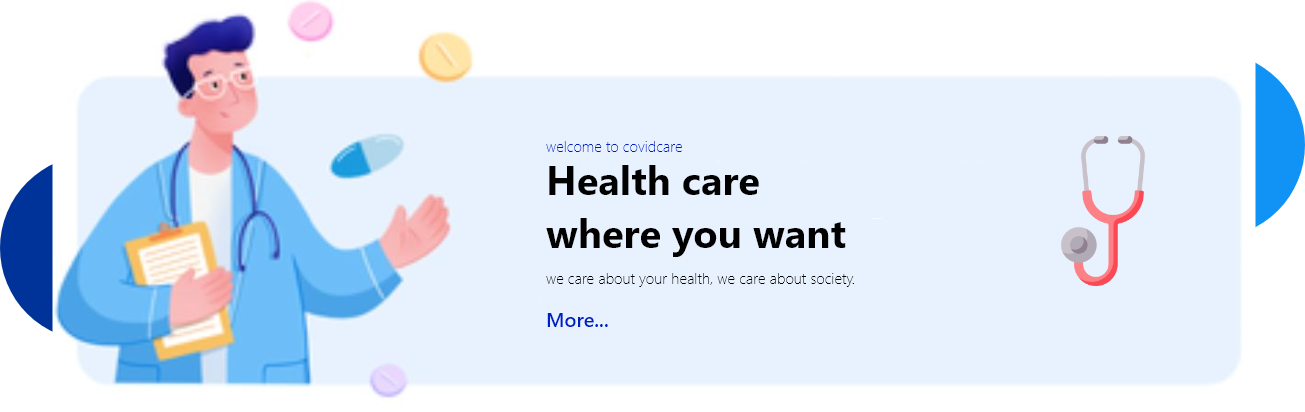 welcome to covidcare
Health care
where you want
we care about your health, we care about society.
More...